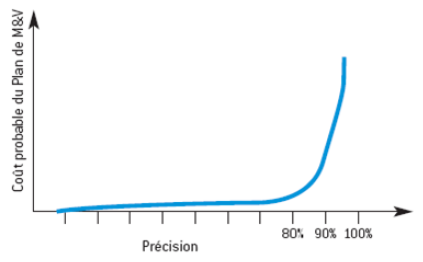 Coût probable du Plan de M&V
80% 90% 100%
Précision